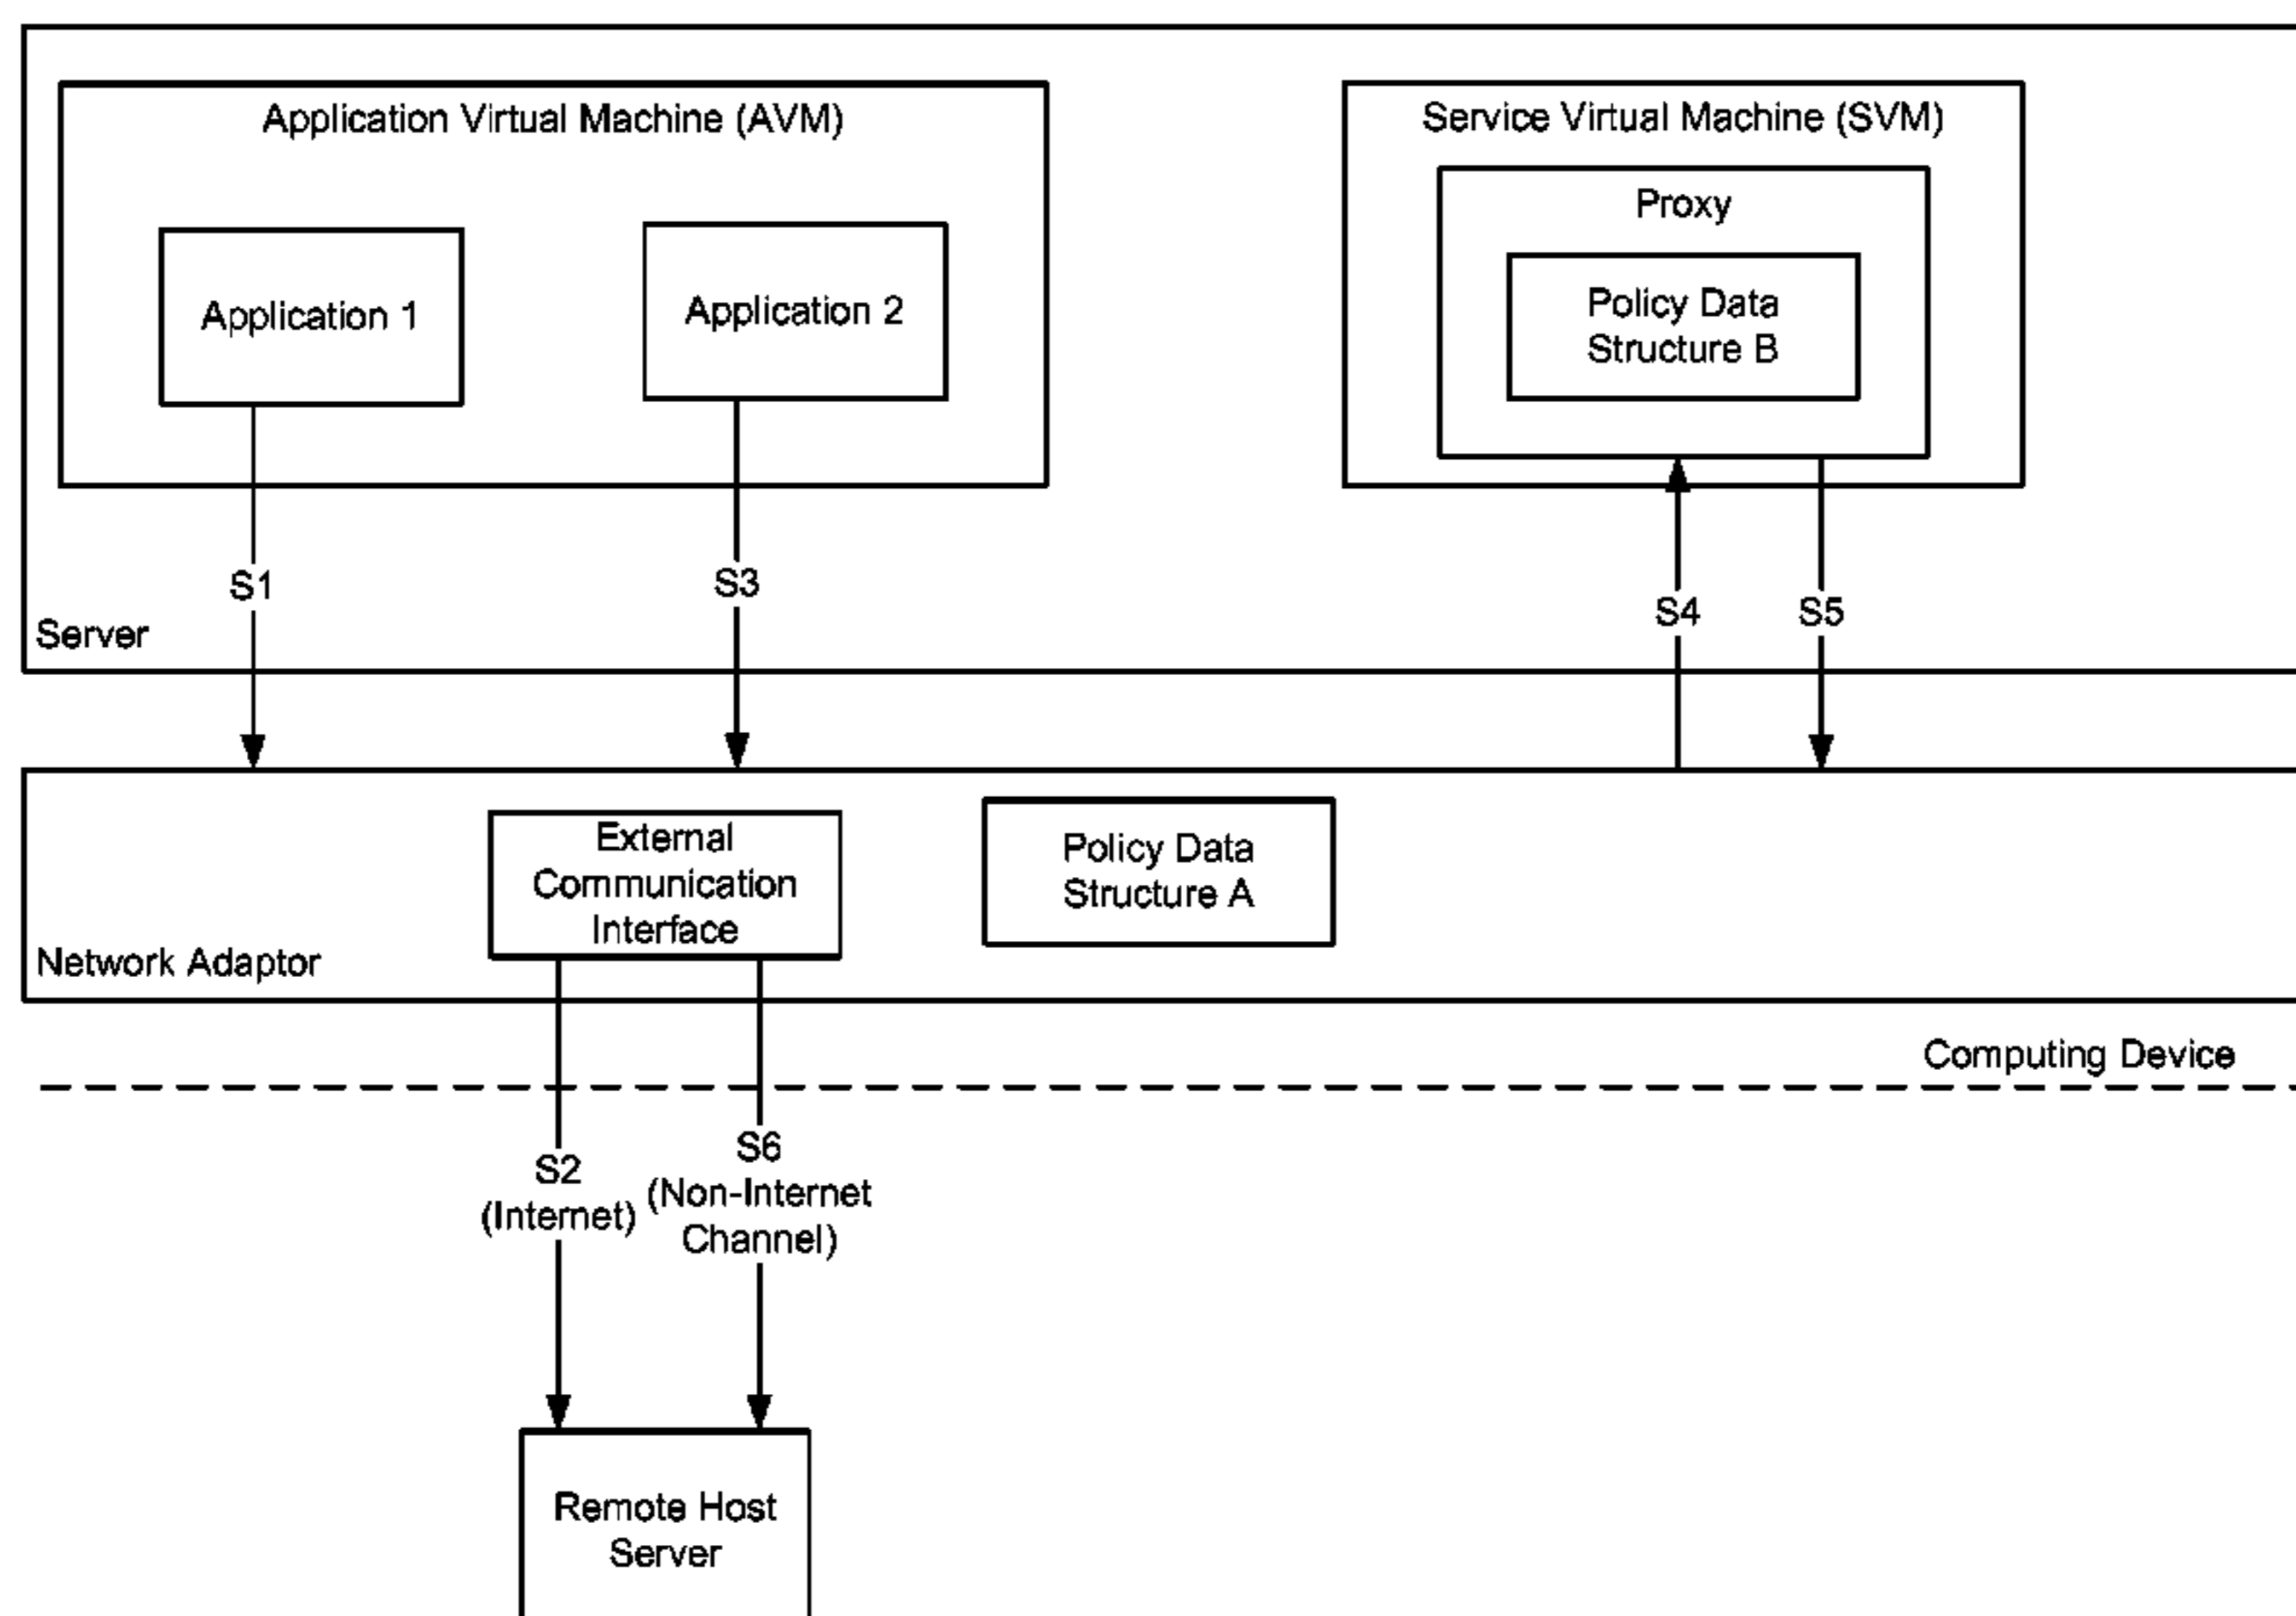 Application Virtual Machine (AVM)
Service Virtual Machine (SVM)
Proxy
Application 1
Application 2
Policy Data
Structure B
S1
S3
S4
S5
Server
External
Communication
Interface
Policy Data
Structure A
Network Adaptor
Computing Device
S2
(Internet)
S6
(Non-Internet
Channel)
Remote Host
Server